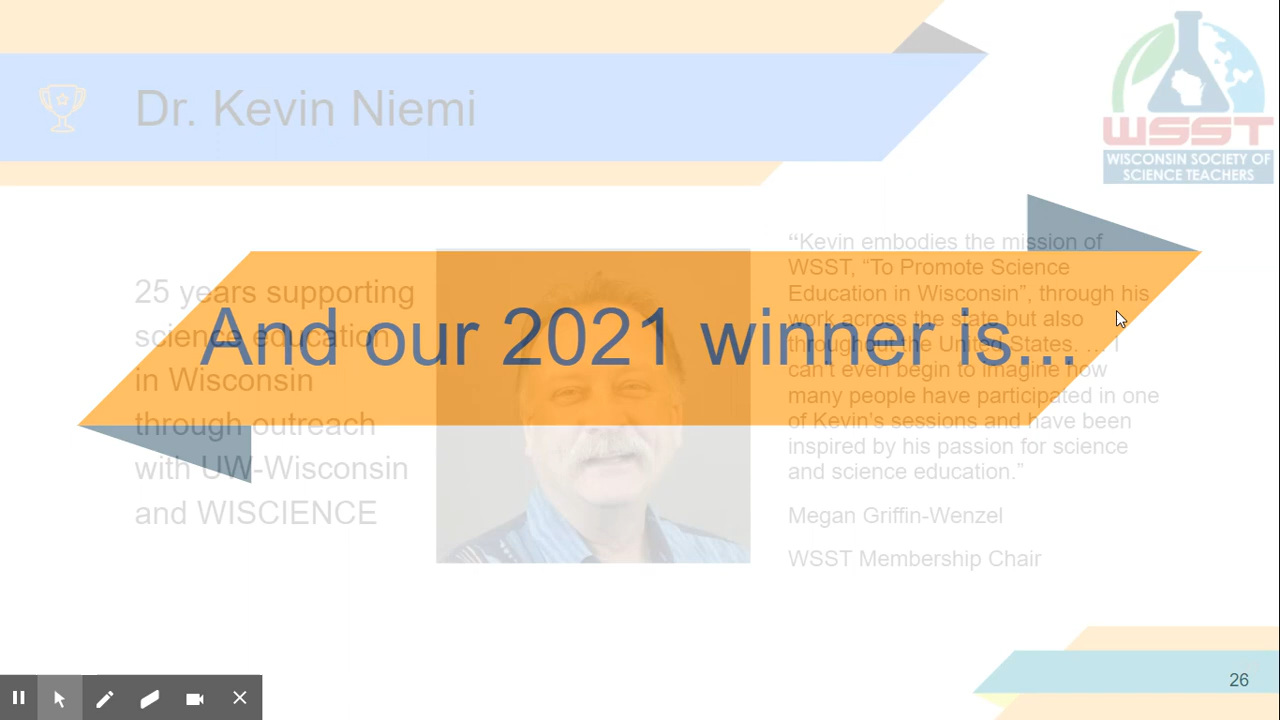 Dr. Kevin Niemi
WSST
WISCONSIN SOCIETY OF
SCIENCE TEACHERS
And our 2021 winner is...
25 years supporting
science education
in Wisconsin
through outreach
with UW-Wisconsin
and WISCIENCE
“Kevin embodies the mission of
WSST, “To Promote Science
Education in Wisconsin”, through his
work across the state but also
throughout the United States. ... I
can’t even begin to imagine how
many people have participated in one
of Kevin’s sessions and have been
inspired by his passion for science
and science education.”
Megan Griffin-Wenzel
WSST Membership Chair
26